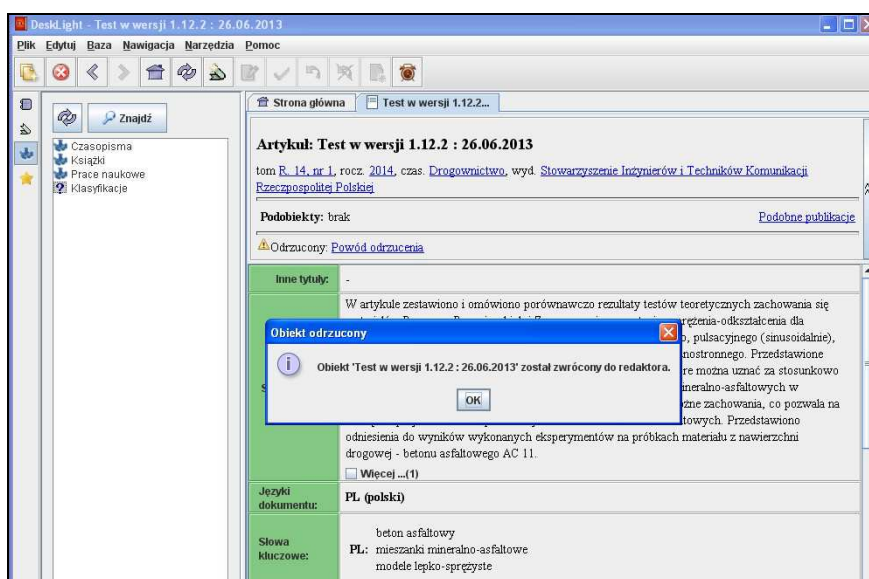 DeskLight - Test w wersji 1.12.2 : 26.06.2013
Plik Edytuj Baza Nawigacja Narzędzia Pomoc
Znajdź
Czasopisma
Książki
Prace naukowe
Klasyfikacje
Strona główna Test w wersji 1.12.2...
Artykuł: Test w wersji 1.12.2 : 26.06.2013
tom R. 14, nr 1, rocz. 2014, czas. Drogownictwo, wyd. Stowarzyszenie Inżynierów i Techników Komunikacji
Rzeczpospolitej Polskiej
Podobiekty: brak Podobne publikacje
Odrzucony: Powód odrzucenia
Inne tytuły: -
W artykule zestawiono i omówiono porównawczo rezultaty testów teoretycznych zachowania się
prężenia-odkształcenia dla
o, pulsacyjnego (sinusoidalnie),
nostronnego. Przedstawione
re można uznać za stosunkowo
ineralno-asfaltowych w
żne zachowania, co pozwala na
towych. Przedstawiono
Obiekt odrzucony
Obiekt 'Test w wersji 1.12.2 : 26.06.2013' został zwrócony do redaktora.
OK
odniesienia do wyników wykonanych eksperymentów na próbkach materiału z nawierzchni
drogowej - betonu asfaltowego AC 11.
Więcej ...(1)
Języki
dokumentu: PL (polski)
Słowa
kluczowe:
PL:
beton asfaltowy
mieszanki mineralno-asfaltowe
modele lepko-sprężyste